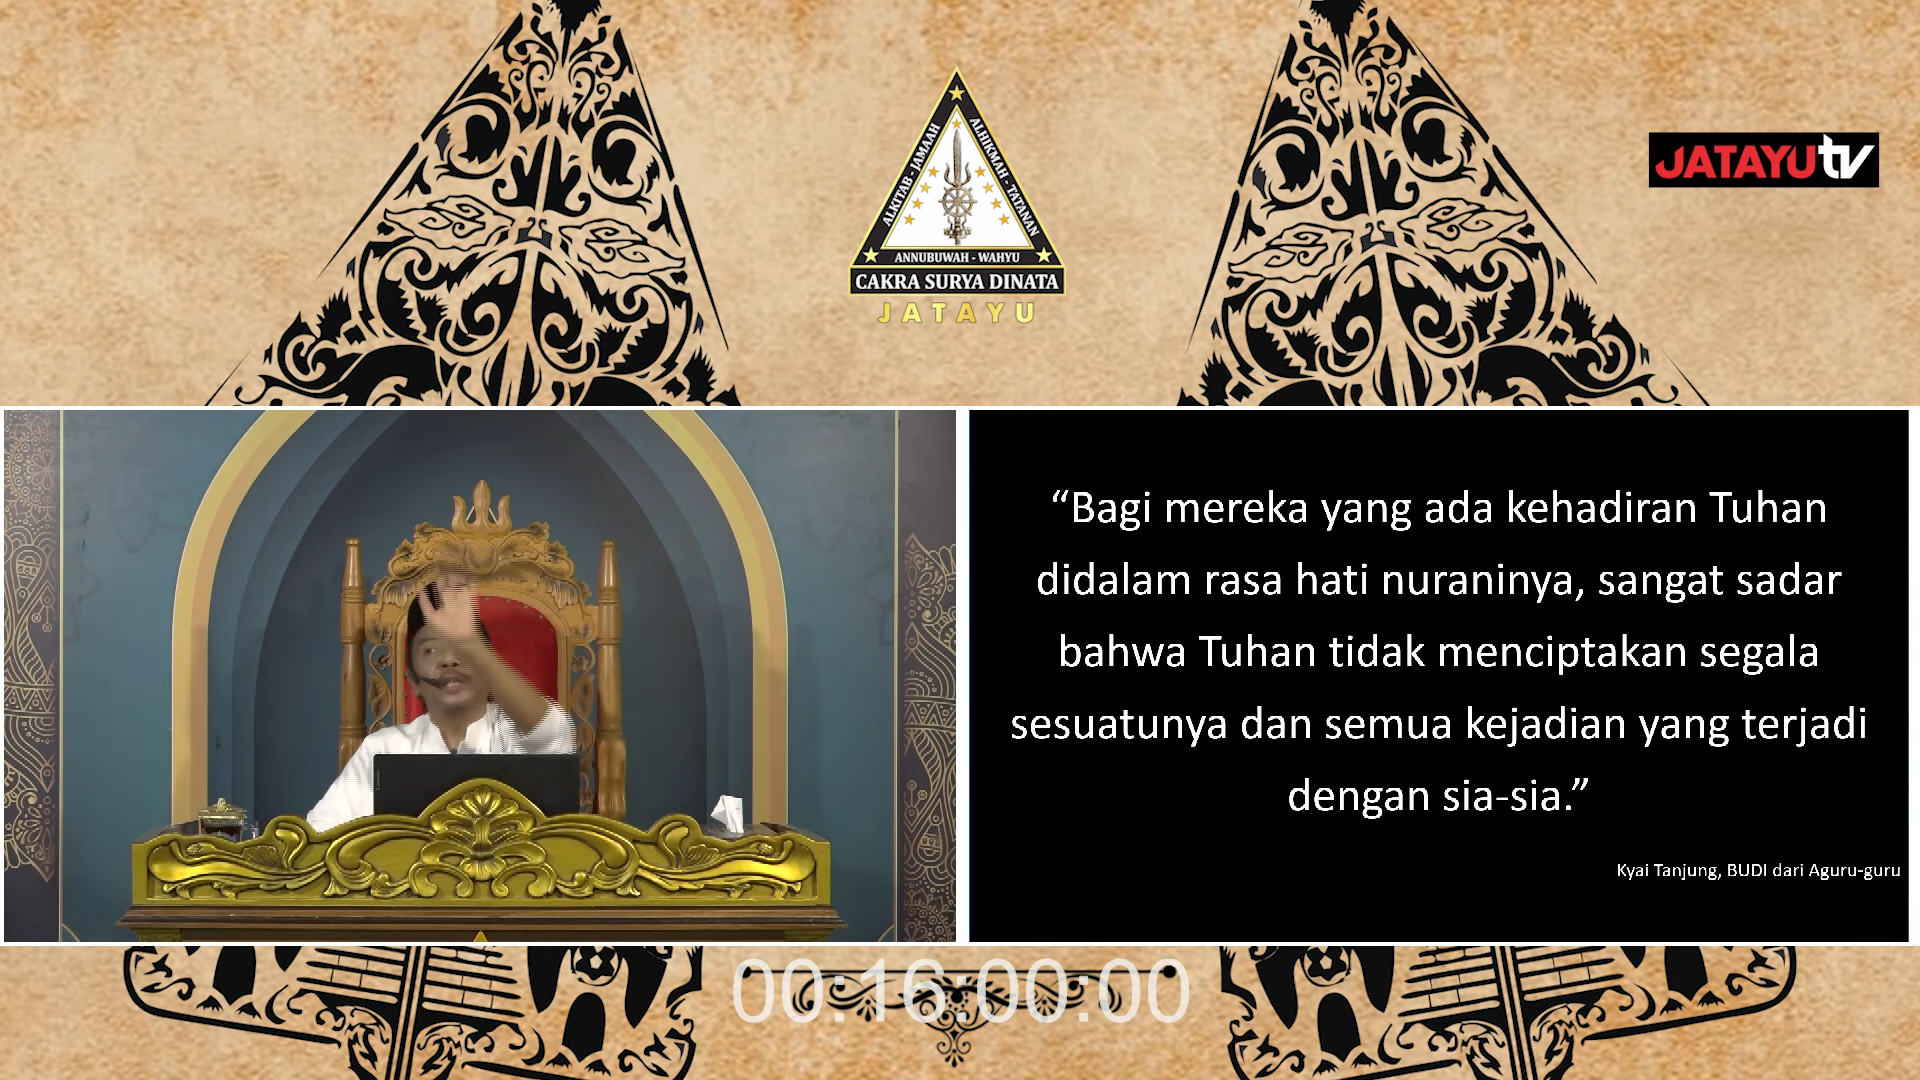 ALKITAB - JAMAAH
ALHIKMAH - TATANAN
ANNUBUWAH - WAHYU
CAKRA SURYA DINATA
JATAYU
JATAYUtv
“Bagi mereka yang ada kehadiran Tuhan
didalam rasa hati nuraninya, sangat sadar
bahwa Tuhan tidak menciptakan segala
sesuatunya dan semua kejadian yang terjadi
dengan sia-sia.”
Kyai Tanjung, BUDI dari Aguru-guru
00:16:00:00